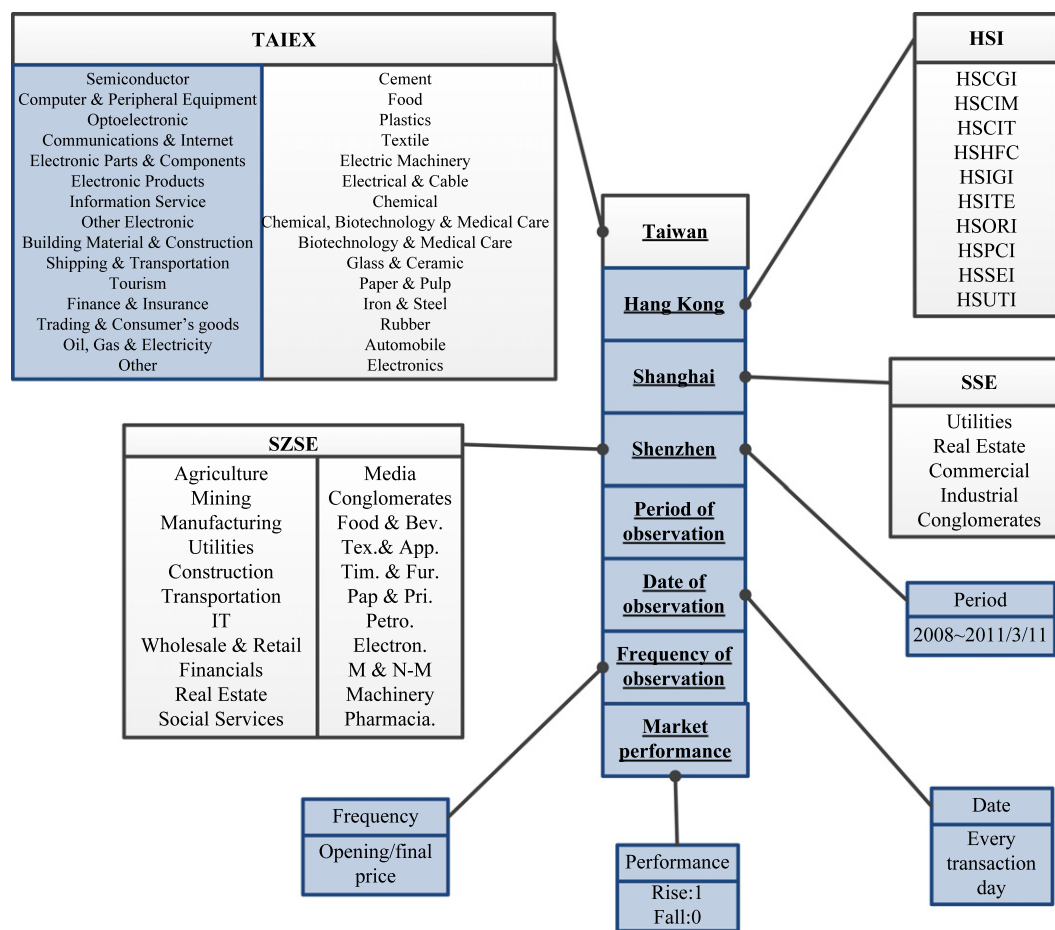 TAIEX
Semiconductor
Computer & Peripheral Equipment
Optoelectronic
Communications & Internet
Electronic Parts & Components
Electronic Products
Information Service
Other Electronic
Building Material & Construction
Shipping & Transportation
Tourism
Finance & Insurance
Trading & Consumer’s goods
Oil, Gas & Electricity
Other
Cement
Food
Plastics
Textile
Electric Machinery
Electrical & Cable
Chemical
Chemical, Biotechnology & Medical Care
Biotechnology & Medical Care
Glass & Ceramic
Paper & Pulp
Iron & Steel
Rubber
Automobile
Electronics
HSI
HSCGI
HSCIM
HSCIT
HSHFC
HSIGI
HSITE
HSORI
HSPCI
HSSEI
HSUTI
Taiwan
Hang Kong
Shanghai
Shenzhen
Period of
observation
Date of
observation
Frequency of
observation
Market
performance
SSE
Utilities
Real Estate
Commercial
Industrial
Conglomerates
SZSE
Agriculture
Mining
Manufacturing
Utilities
Construction
Transportation
IT
Wholesale & Retail
Financials
Real Estate
Social Services
Media
Conglomerates
Food & Bev.
Tex.& App.
Tim. & Fur.
Pap & Pri.
Petro.
Electron.
M & N-M
Machinery
Pharmacia.
Period
2008~2011/3/11
Frequency
Opening/final
price
Performance
Rise:1
Fall:0
Date
Every
transaction
day